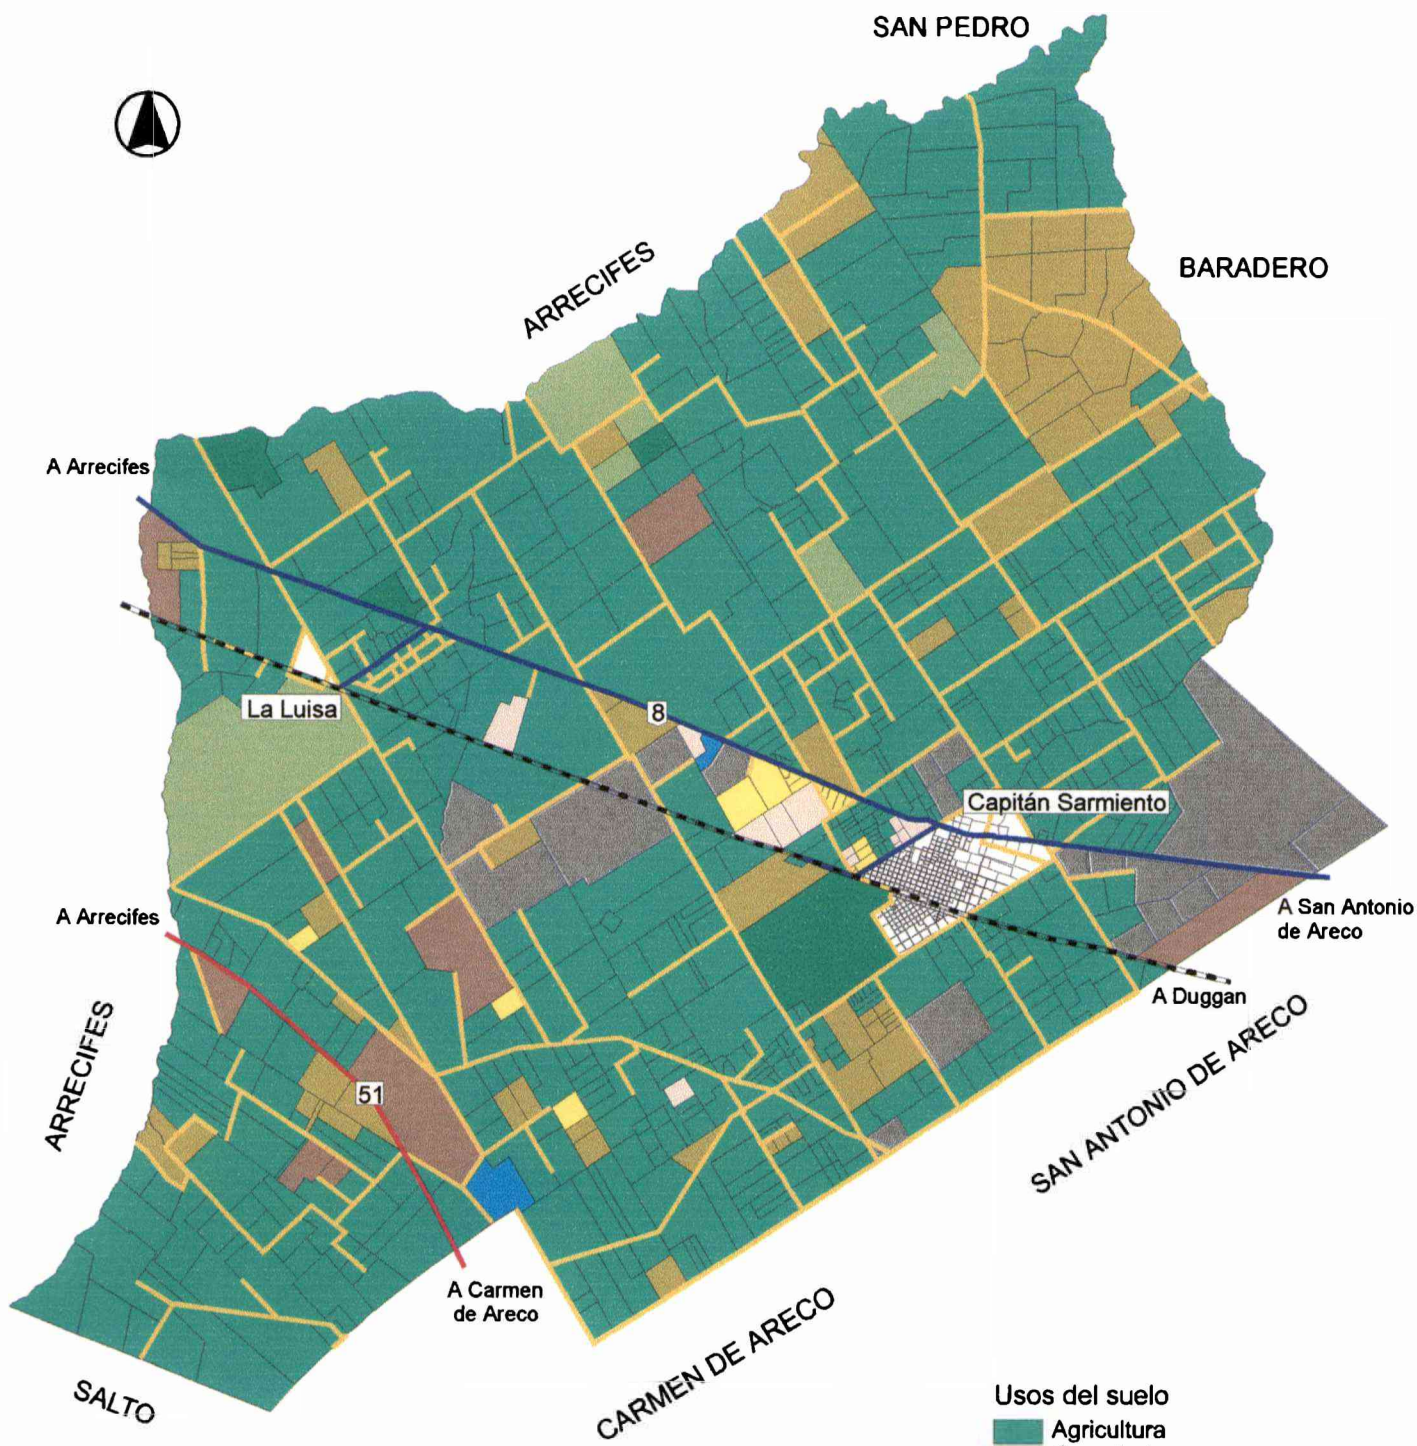 SAN PEDRO
BARADERO
ARRECIFES
A Arrecifes
La Luisa
8
Capitán Sarmiento
A Arrecifes
A San Antonio
de Areco
A Duggan
ARRECIFES
51
SAN ANTONIO DE ARECO
A Carmen
de Areco
CARMEN DE ARECO
SALTO
Usos del suelo
Agricultura